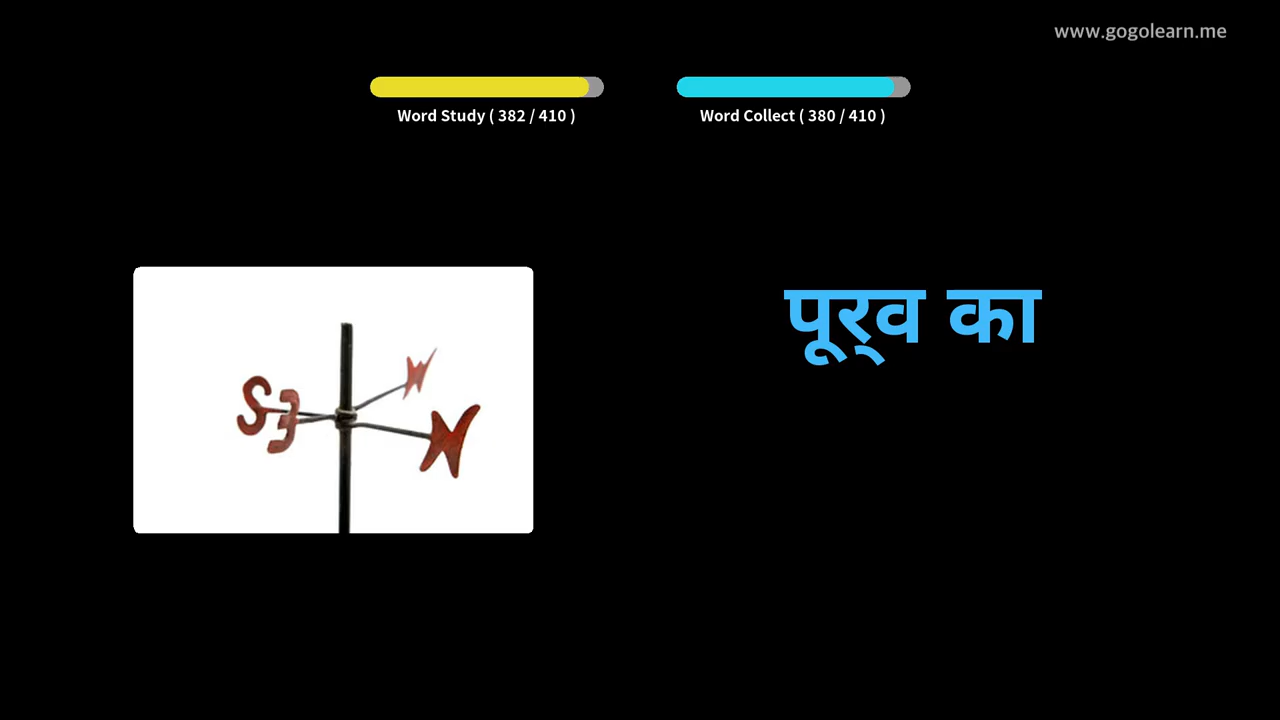 www.gogolearn.me
Word Study ( 382 / 410 )
Word Collect ( 380 / 410 )
पूर्‌व का
S E N N